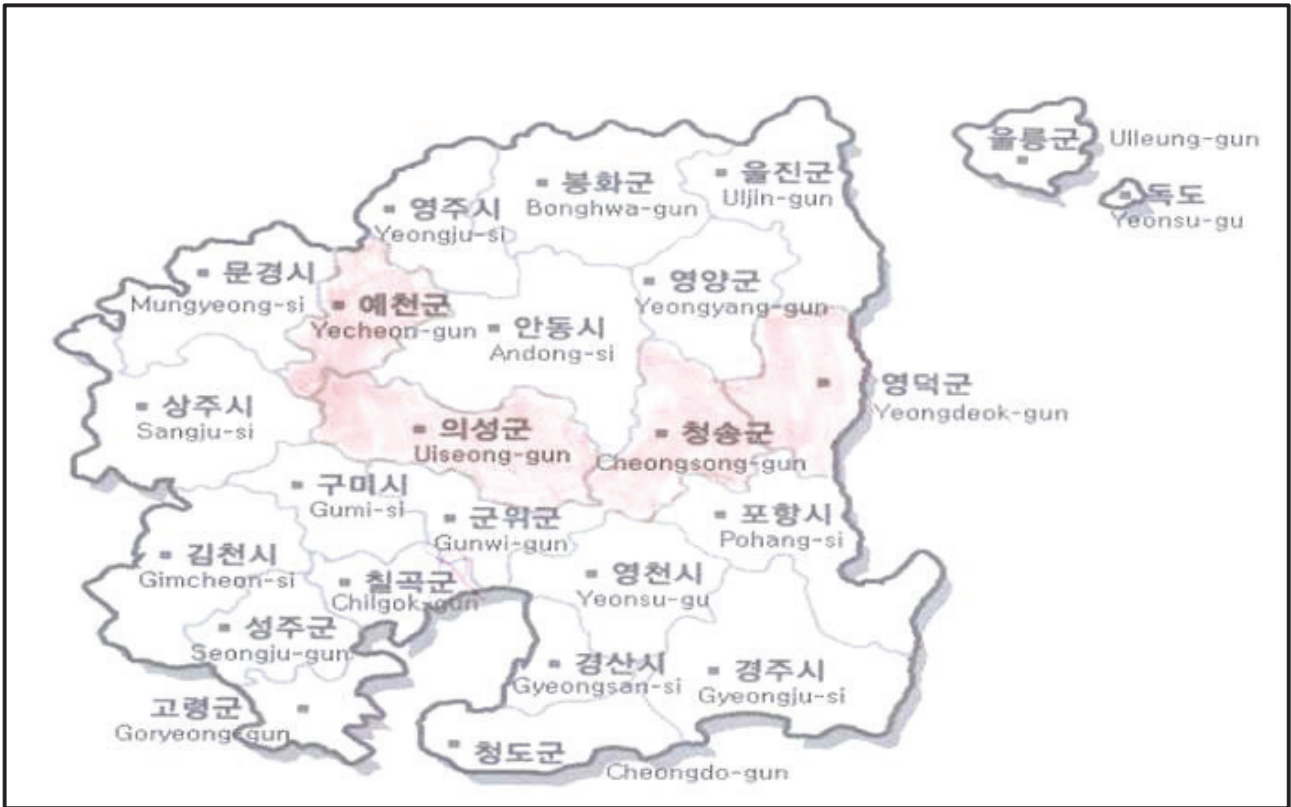 울릉군
Ulleung-gun
독도
Yeonsu-gu
봉화군
Bonghwa-gun
울진군
Uljin-gun
영주시
Yeongju-si
문경시
Mungyeong-si
예천군
Yecheon-gun
영양군
Yeongyang-gun
안동시
Andong-si
상주시
Sangju-si
의성군
Uiseong-gun
청송군
Cheongsong-gun
영덕군
Yeongdeok-gun
구미시
Gumi-si
군위군
Gunwi-gun
포항시
Pohang-si
김천시
Gimcheon-si
칠곡군
Chilgok-gun
영천시
Yeonsu-gu
성주군
Seongju-gun
경산시
Gyeongsan-si
경주시
Gyeongju-si
고령군
Goryeong-gun
청도군
Cheongdo-gun